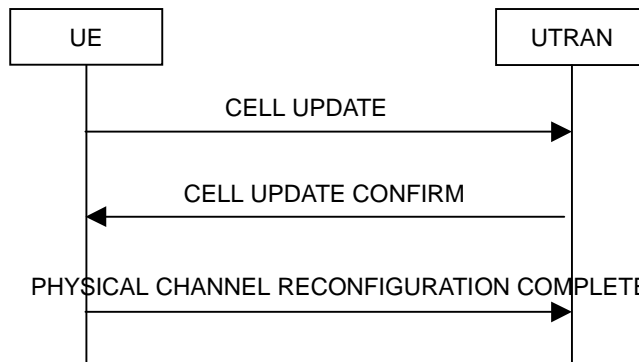 UE
UTRAN
CELL UPDATE
CELL UPDATE CONFIRM
PHYSICAL CHANNEL RECONFIGURATION COMPLETE